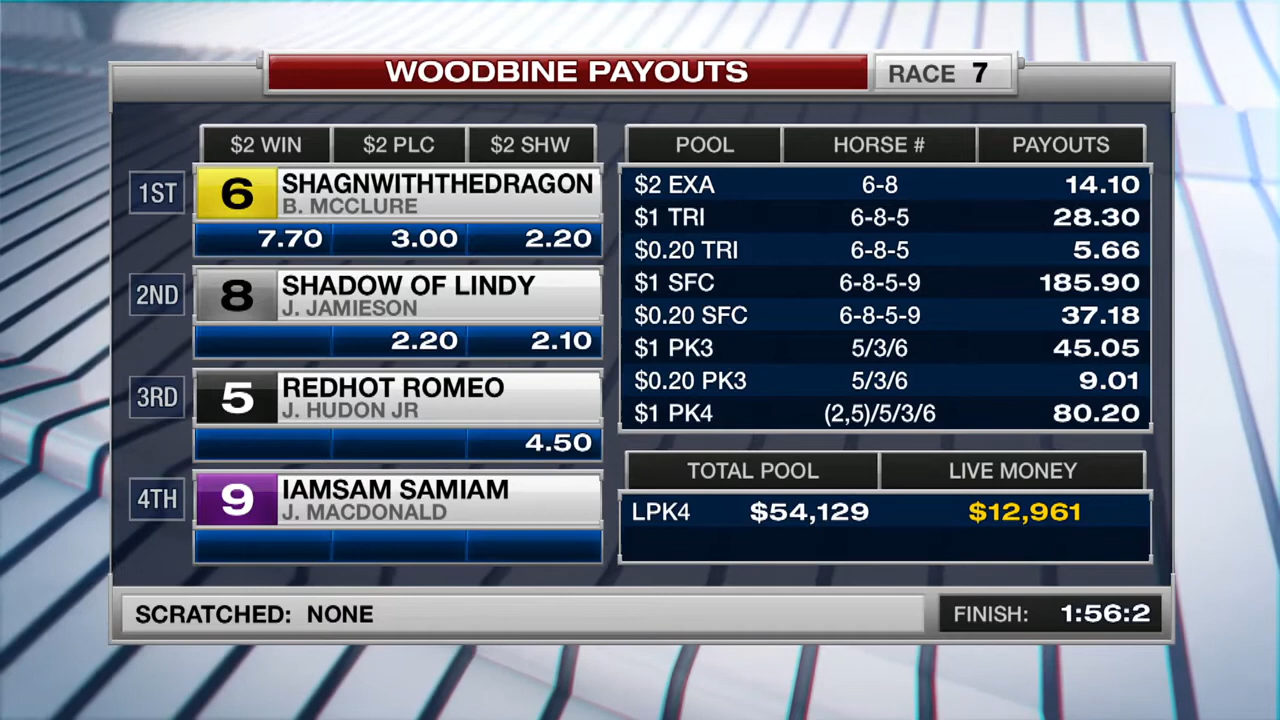 WOODBINE PAYOUTS RACE 7
$2 WIN $2 PLC $2 SHW
1ST 6 SHAGNWITHTHEDRAGON
B. MCCLURE
7.70 3.00 2.20
2ND 8 SHADOW OF LINDY
J. JAMIESON
2.20 2.10
3RD 5 REDHOT ROMEO
J. HUDON JR
4.50
4TH 9 IAMSAM SAMIAM
J. MACDONALD
POOL HORSE # PAYOUTS
$2 EXA 6-8 14.10
$1 TRI 6-8-5 28.30
$0.20 TRI 6-8-5 5.66
$1 SFC 6-8-5-9 185.90
$0.20 SFC 6-8-5-9 37.18
$1 PK3 5/3/6 45.05
$0.20 PK3 5/3/6 9.01
$1 PK4 (2,5)/5/3/6 80.20
TOTAL POOL LIVE MONEY
LPK4 $54,129 $12,961
SCRATCHED: NONE
FINISH: 1:56:2